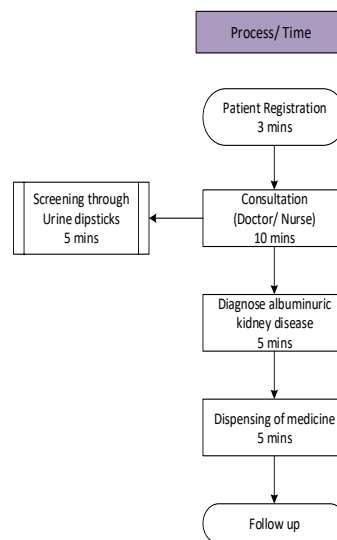 Process/ Time
Patient Registration
3 mins
Screening through
Urine dipsticks
5 mins
Consultation
(Doctor/ Nurse)
10 mins
Diagnose albuminuric
kidney disease
5 mins
Dispensing of medicine
5 mins
Follow up